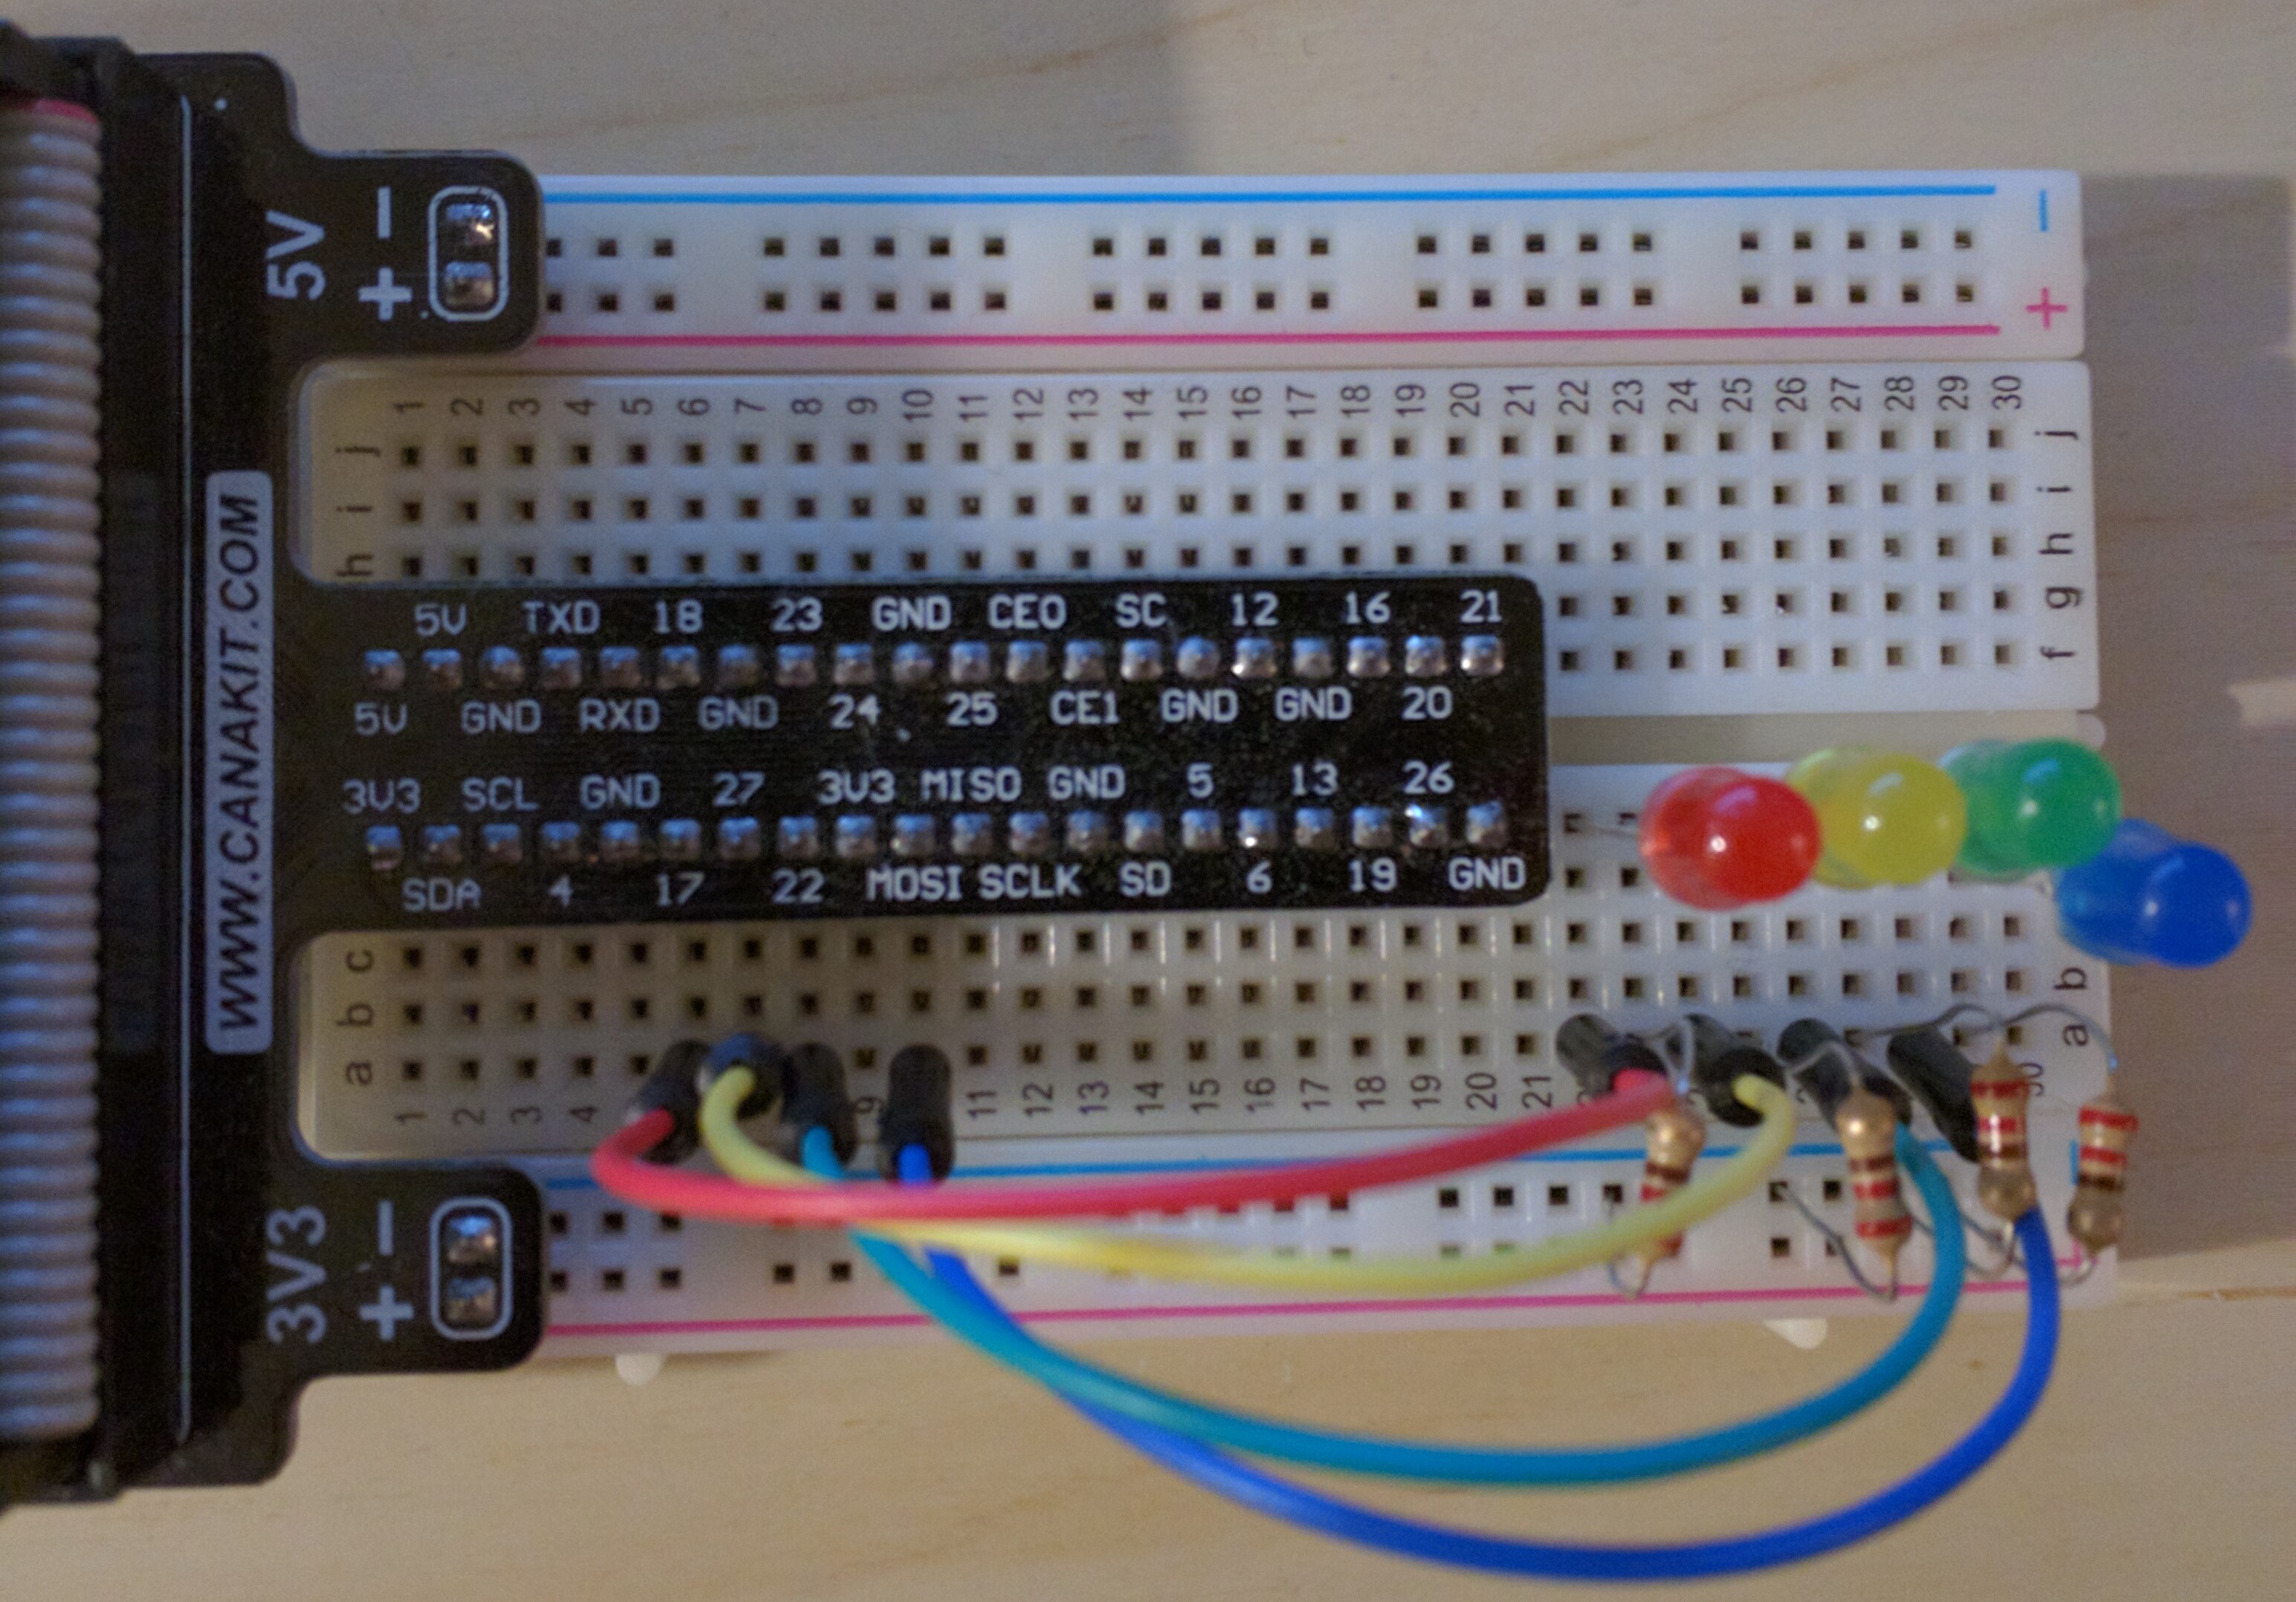 5V
− +
−
+
1 2 3 4 5 6 7 8 9 10 11 12 13 14 15 16 17 18 19 20 21 22 23 24 25 26 27 28 29 30
j j
i i
h h
g
f
WWW.CANAKIT.COM
5V TXD 18 23 GND CE0 SC 12 16 21
5V GND RXD GND 24 25 CE1 GND GND 20
3V3 SCL GND 27 3V3 MISO GND 5 13 26
SDA 4 17 22 MOSI SCLK SD 6 19 GND
c
b b
a a
1 2 3 4 9 11 12 13 14 15 16 17 18 19 20 21 30
3V3
− +